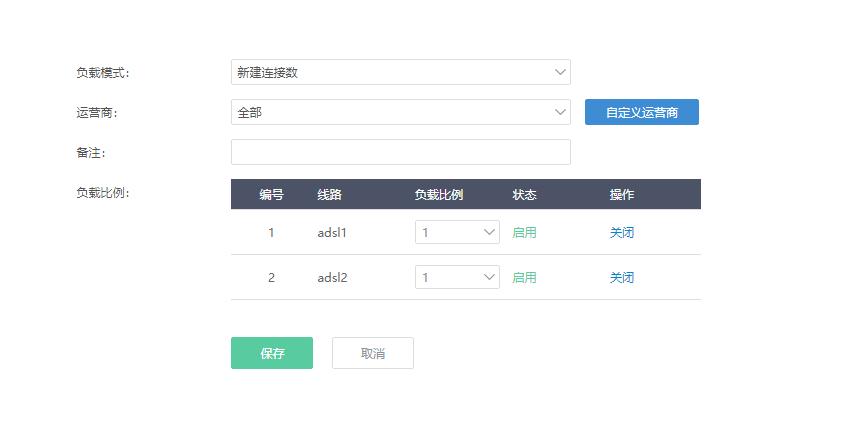 负载模式: 新建连接数
运营商: 全部 自定义运营商
备注:
负载比例: 编号 线路 负载比例 状态 操作
1 adsl1 1 启用 关闭
2 adsl2 1 启用 关闭
保存 取消